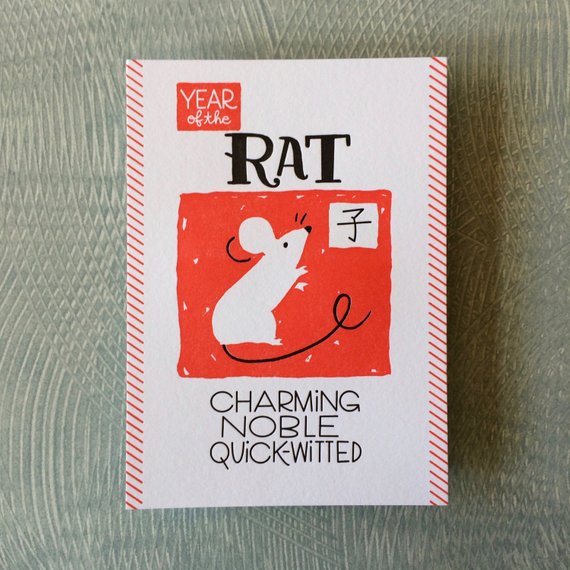 YEAR
of the
RAT
子
CHARMING
NOBLE
QUICK-WITTED